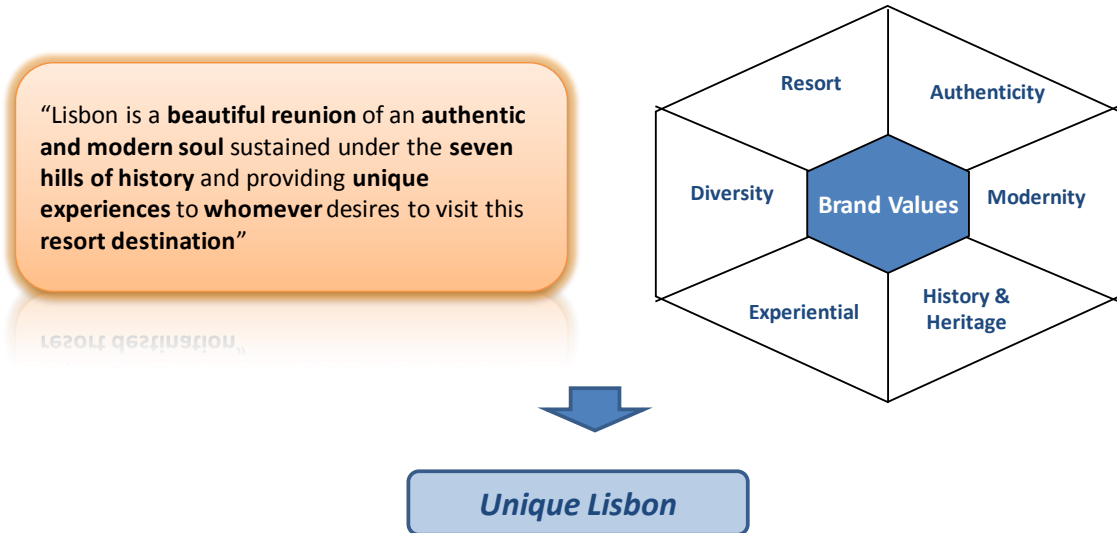 “Lisbon is a beautiful reunion of an authentic
and modern soul sustained under the seven
hills of history and providing unique
experiences to whomever desires to visit this
resort destination”
Resort
Authenticity
Diversity
Brand Values
Modernity
Experiential
History &
Heritage
Unique Lisbon